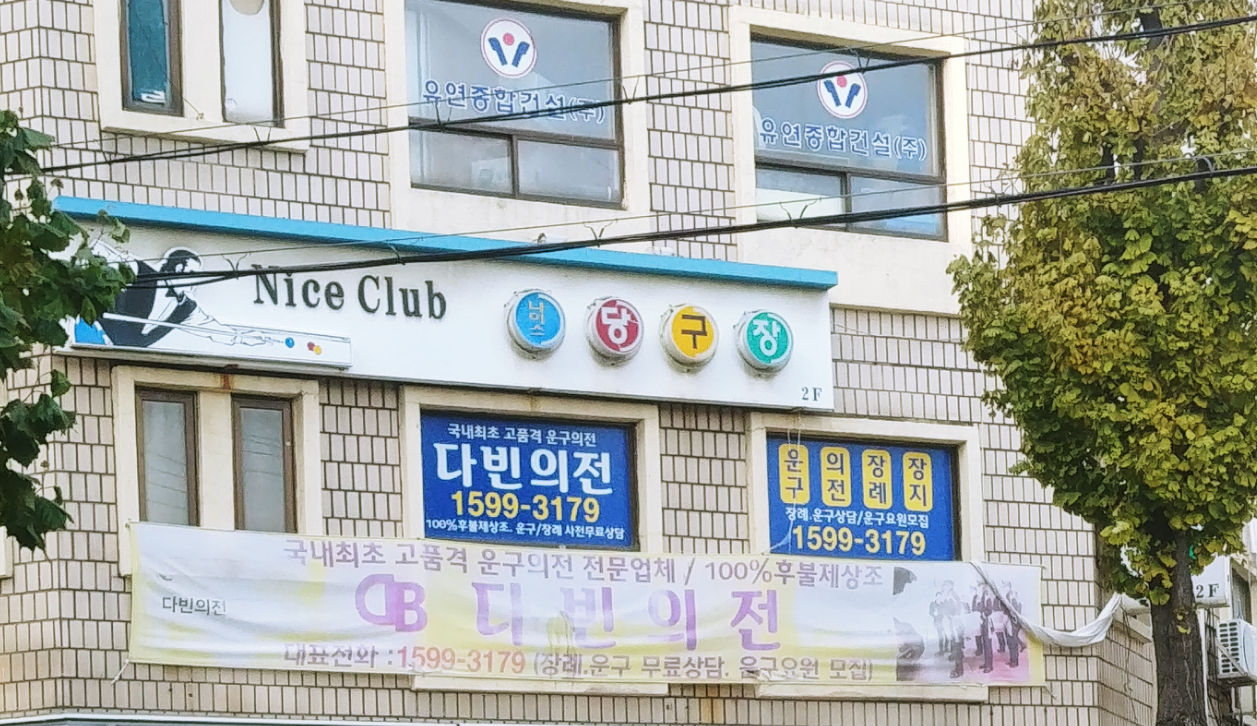 유연종합건설(주)
유연종합건설(주)
Nice Club
나이스 당 구 장
2F
국내최초 고품격 운구의전
다빈의전
1599-3179
100%후불제상조. 운구/장례 사전무료상담
운구 의전 장례 장지
장례.운구상담/운구요원모집
1599-3179
국내최초 고품격 운구의전 전문업체 / 100%후불제상조
다빈의전
DB 다 빈 의 전
대표전화 :1599-3179 (장례.운구 무료상담. 운구요원 모집)
2F